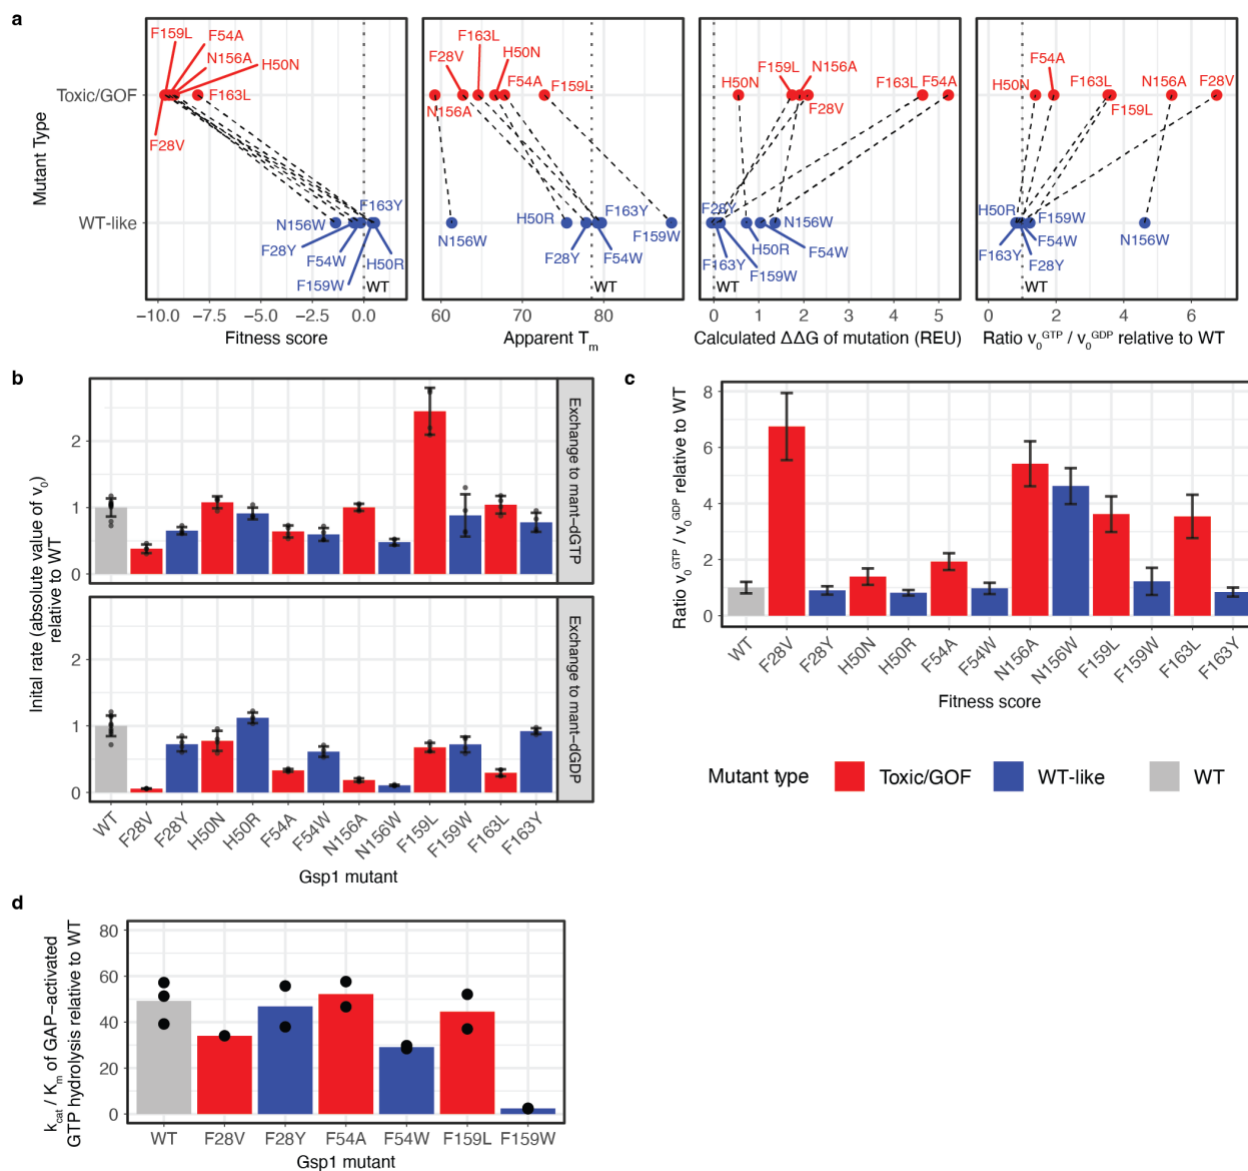 a
Mutant Type
Toxic/GOF
WT-like
F159L
F54A
N156A
H50N
F163L
F28V
F163Y
N156W
F28Y
F54W
H50R
F159W
WT
−10.0 −7.5 −5.0 −2.5 0.0
Fitness score
F163L
F28V
H50N
F54A
F159L
N156A
H50R
F163Y
N156W
F28Y
F54W
F159W
WT
60 70 80
Apparent Tm
F159L
N156A
H50N
F163L
F54A
F28V
F28Y
N156W
F163Y
H50R
F54W
F159W
WT
0 1 2 3 4 5
Calculated ΔΔG of mutation (REU)
F54A
H50N
F163L
N156A
F28V
F159L
H50R
F159W
F163Y
F54W
F28Y
N156W
WT
0 2 4 6
Ratio v0GTP / v0GDP relative to WT
b
Inital rate (absolute value of v0)
relative to WT
2
1
0
Exchange to mant−dGTP
2
1
0
Exchange to mant−dGDP
WT F28V F28Y H50N H50R F54A F54W N156A N156W F159L F159W F163L F163Y
Gsp1 mutant
c
Ratio v0GTP / v0GDP relative to WT
8
6
4
2
0
WT F28V F28Y H50N H50R F54A F54W N156A N156W F159L F159W F163L F163Y
Fitness score
Mutant type Toxic/GOF WT-like WT
d
kcat / Km of GAP−activated
GTP hydrolysis relative to WT
80
60
40
20
0
WT F28V F28Y F54A F54W F159L F159W
Gsp1 mutant